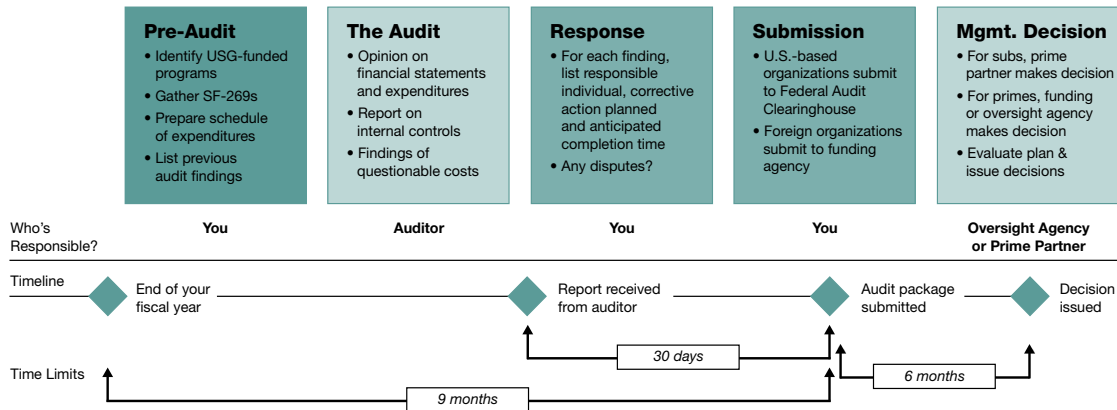 Pre-Audit
• Identify USG-funded
programs
• Gather SF-269s
• Prepare schedule
of expenditures
• List previous
audit findings
The Audit
• Opinion on
financial statements
and expenditures
• Report on
internal controls
• Findings of
questionable costs
Response
• For each finding,
list responsible
individual, corrective
action planned
and anticipated
completion time
• Any disputes?
Submission
• U.S.-based
organizations submit
to Federal Audit
Clearinghouse
• Foreign organizations
submit to funding
agency
Mgmt. Decision
• For subs, prime
partner makes decision
• For primes, funding
or oversight agency
makes decision
• Evaluate plan &
issue decisions
Who's
Responsible?
You
Auditor
You
You
Oversight Agency
or Prime Partner
Timeline
End of your
fiscal year
Report received
from auditor
Audit package
submitted
Decision
issued
Time Limits
30 days
6 months
9 months